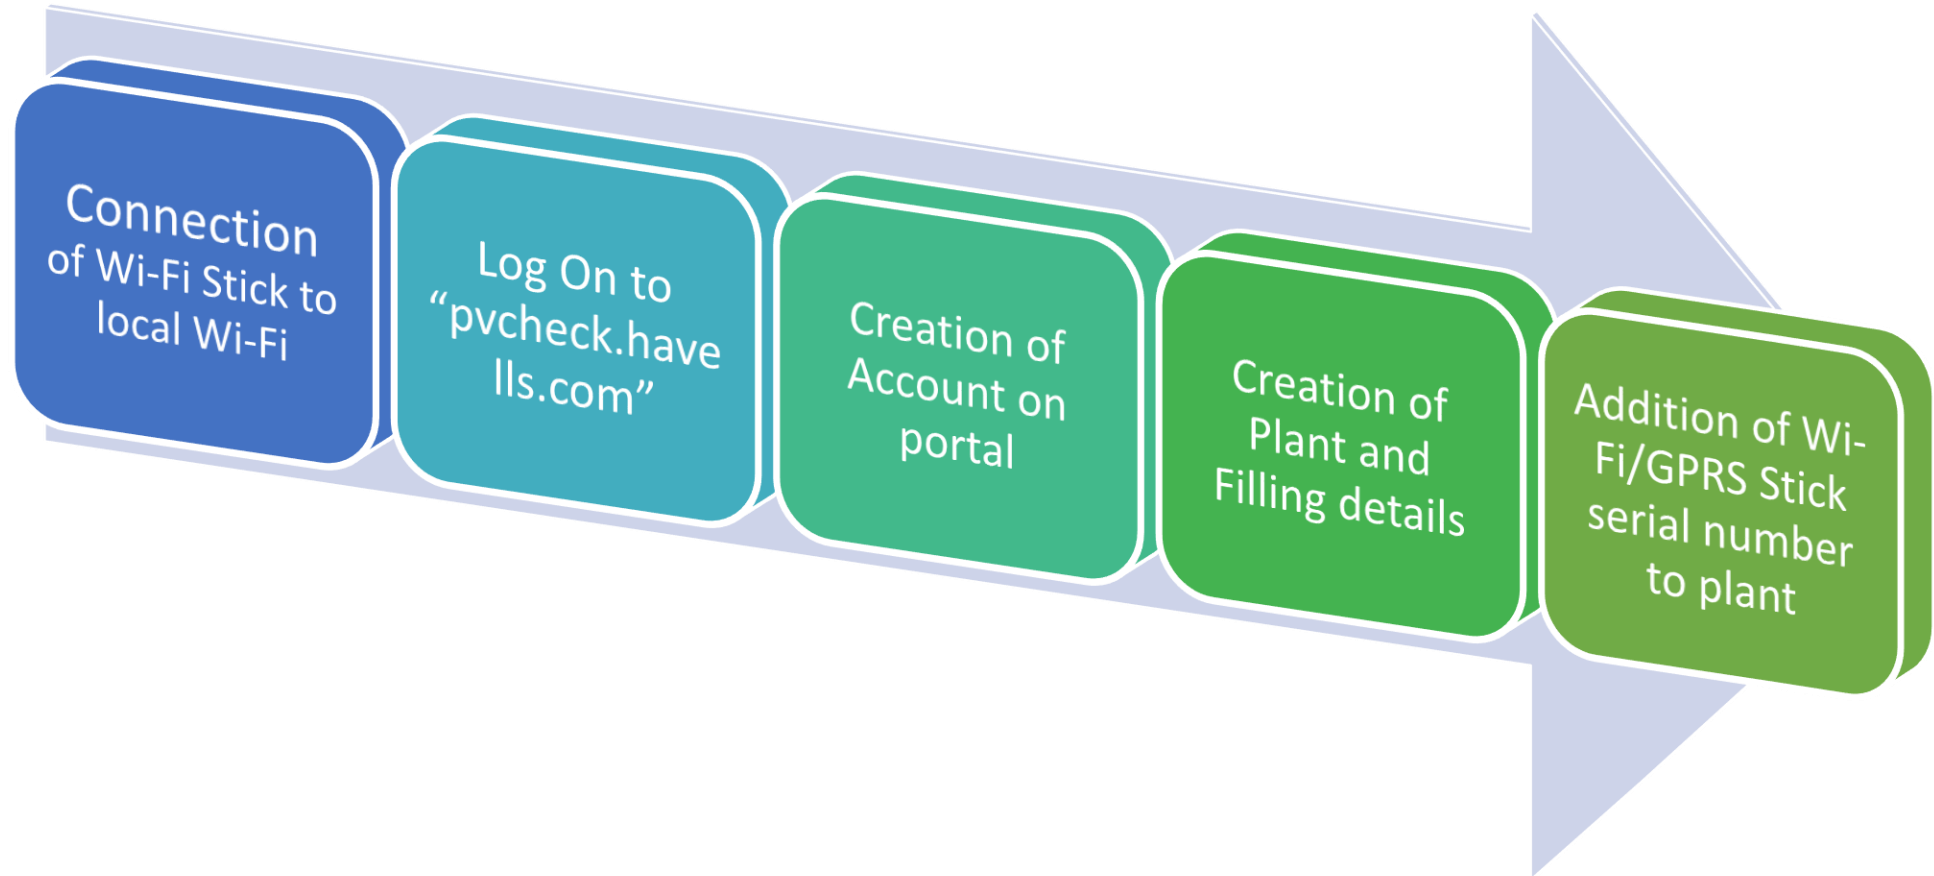 Connection
of Wi-Fi Stick to
local Wi-Fi
Log On to
“pvcheck.have
lls.com”
Creation of
Account on
portal
Creation of
Plant and
Filling details
Addition of Wi-
Fi/GPRS Stick
serial number
to plant